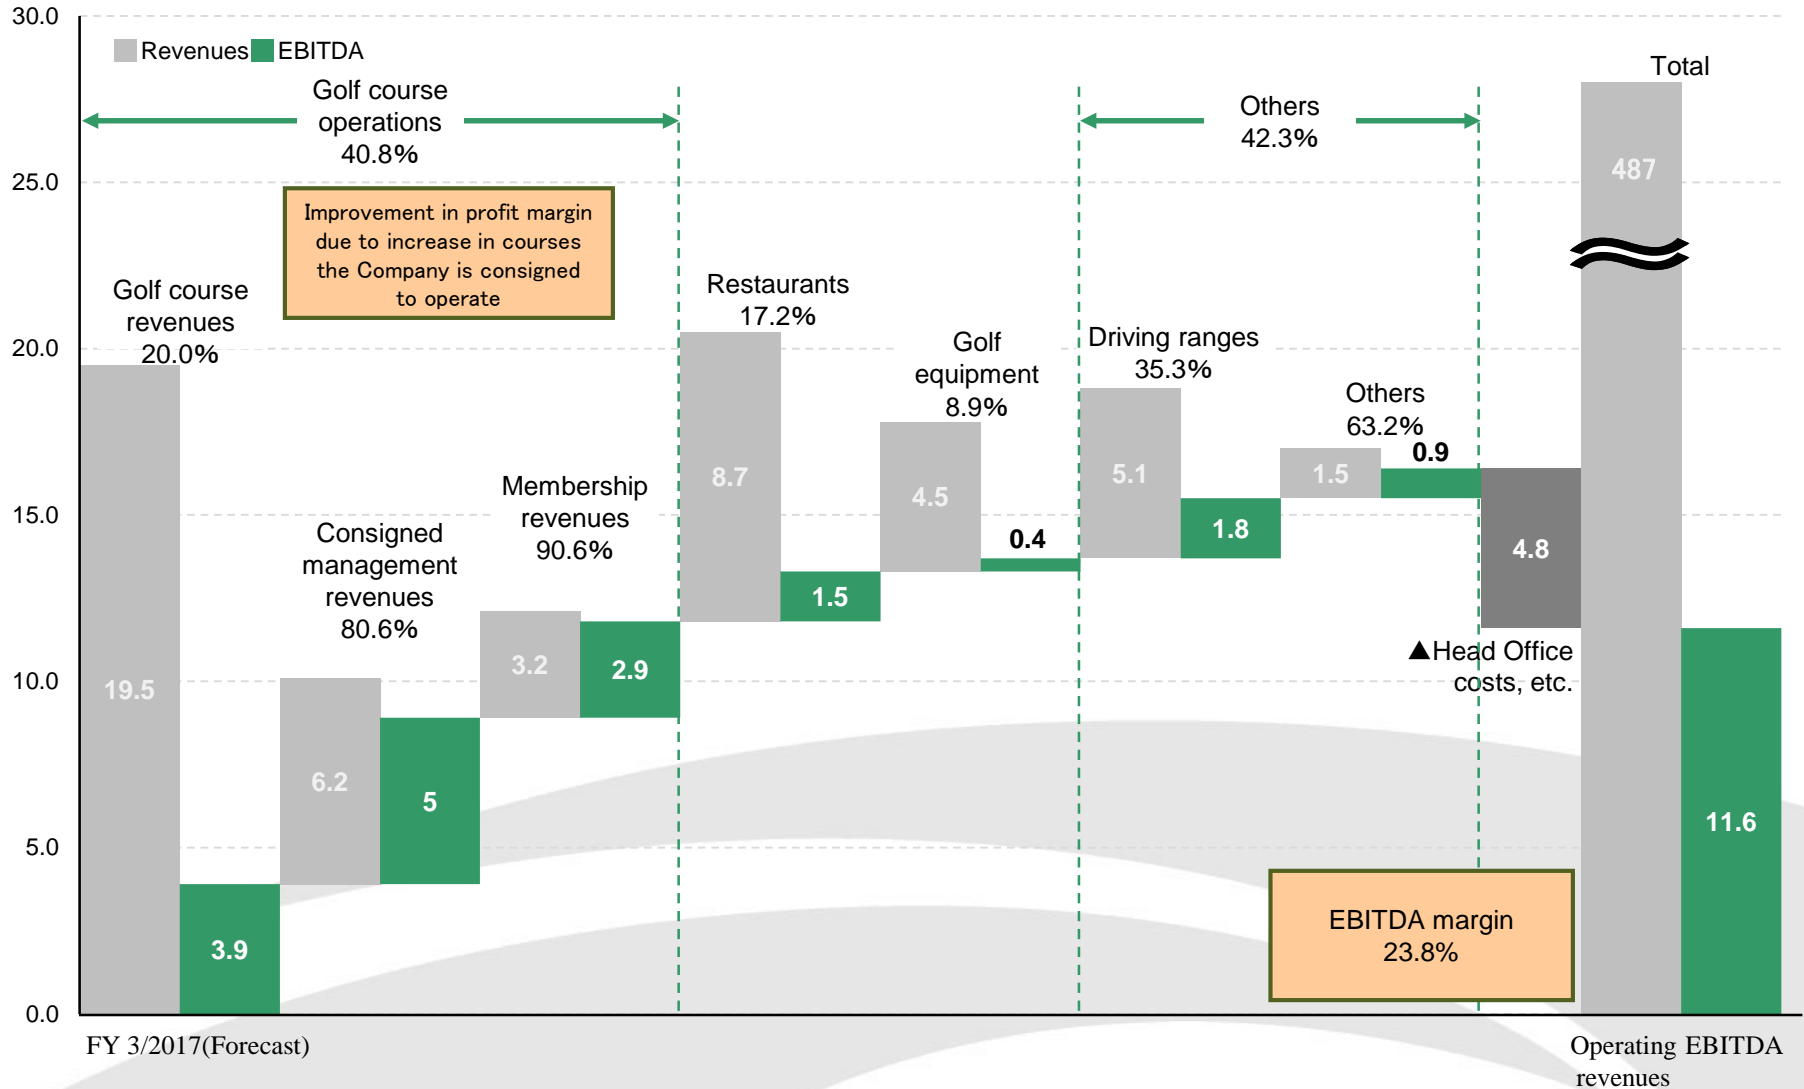 30.0
Revenues EBITDA
Total
Golf course
operations
40.8%
Others
42.3%
487
25.0
Improvement in profit margin
due to increase in courses
the Company is consigned
to operate
Golf course
revenues
20.0%
Restaurants
17.2%
Golf
equipment
8.9%
Driving ranges
35.3%
Others
63.2%
20.0
8.7
4.5
5.1
1.5
0.9
Membership
revenues
90.6%
Consigned
management
revenues
80.6%
15.0
0.4
1.8
4.8
1.5
▲Head Office
costs, etc.
10.0
19.5
3.2
2.9
6.2
5
11.6
5.0
3.9
EBITDA margin
23.8%
0.0
FY 3/2017(Forecast)
Operating EBITDA
revenues